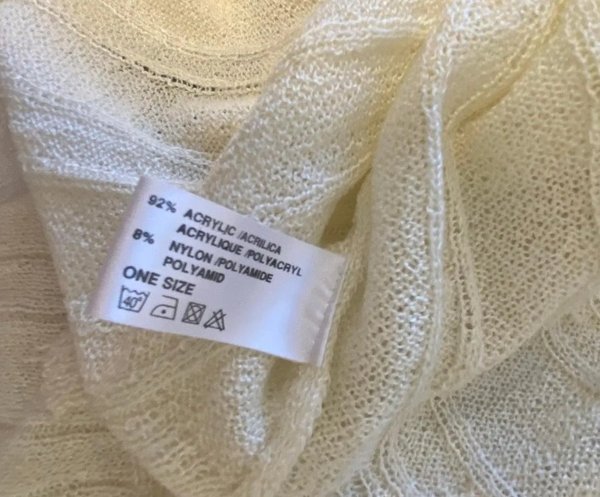 92% ACRYLIC/ACRILICA
ACRYLIQUE/POLYACRYL
8% NYLON/POLYAMIDE
POLYAMID
ONE SIZE
40°